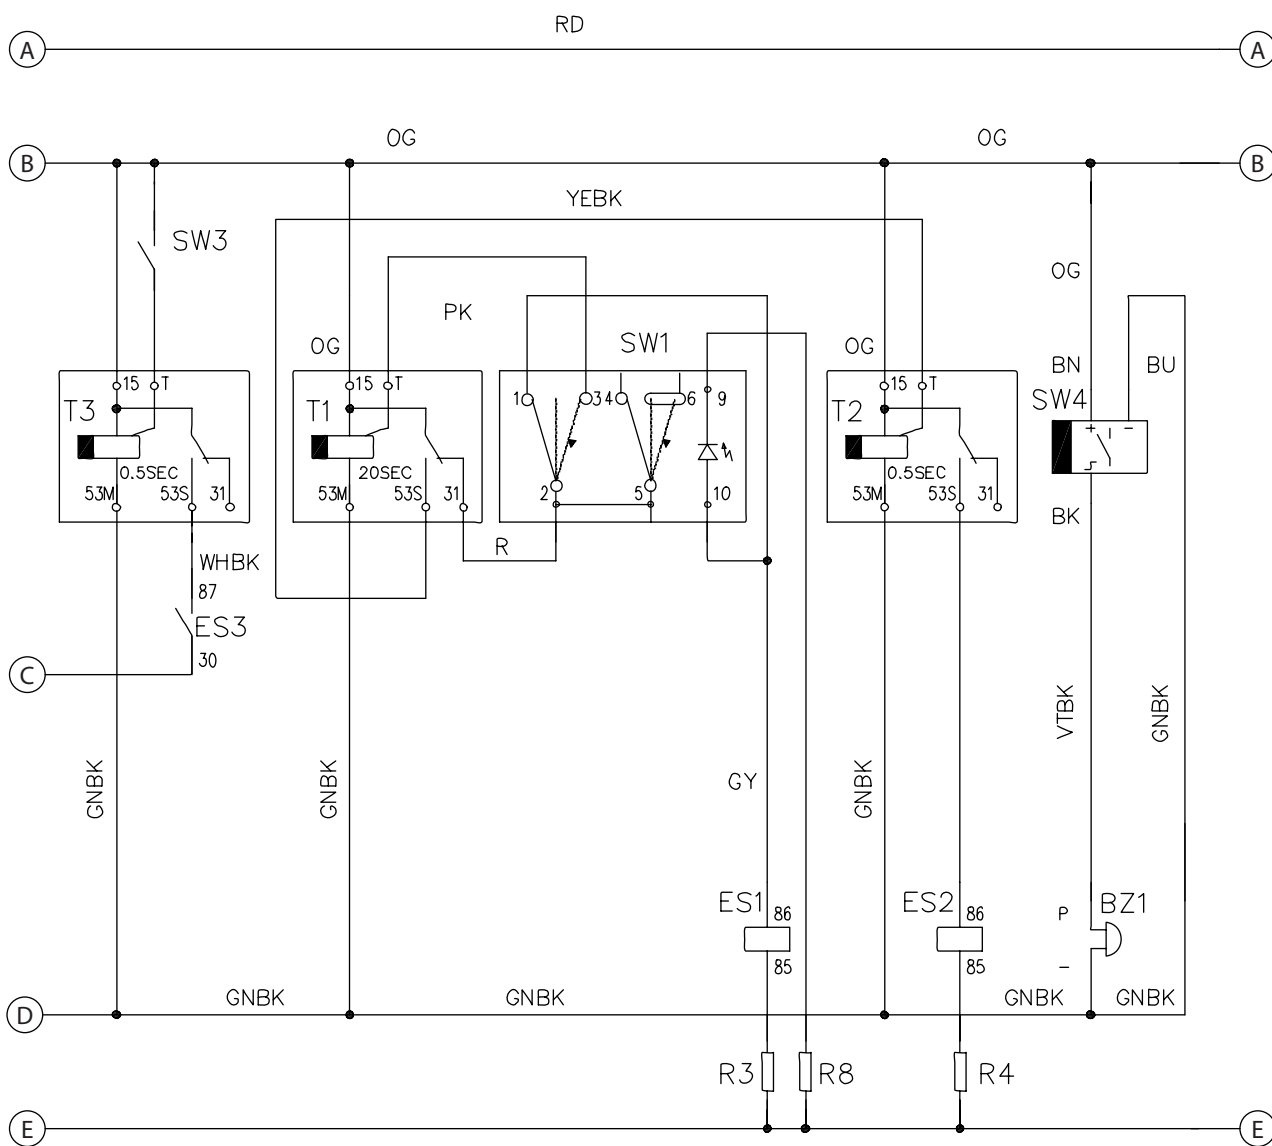 RD
A A
OG OG
B B
YEBK
SW3
OG
PK
SW1
OG OG
BN BU
15 T 15 T 15 T
T3 T1 1 3 4 6 9 T2 SW4
+ -
0.5SEC 20SEC 0.5SEC
53M 53S 31 53M 53S 31 2 5 10 53M 53S 31
BK
R
WHBK
87
ES3
30
C
GNBK GNBK GY GNBK VTBK GNBK
ES1 86 ES2 86 P BZ1
85 85 -
GNBK GNBK GNBK GNBK
D
R3 R8 R4
E E